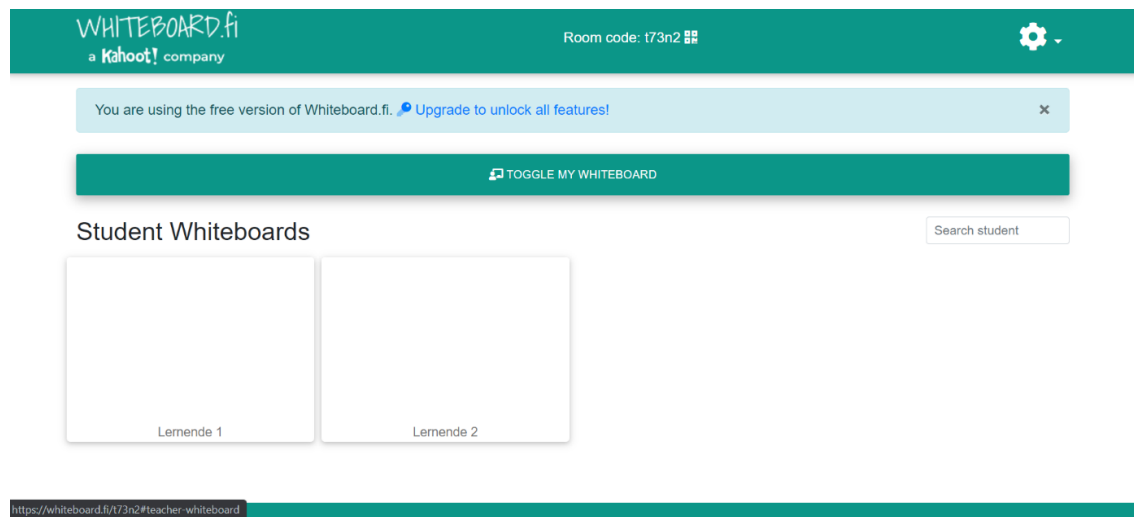 WHITEBOARD.fi
a Kahoot! company
Room code: t73n2
You are using the free version of Whiteboard.fi. Upgrade to unlock all features!
×
TOGGLE MY WHITEBOARD
Student Whiteboards
Search student
Lernende 1
Lernende 2
https://whiteboard.fi/t73n2#teacher-whiteboard